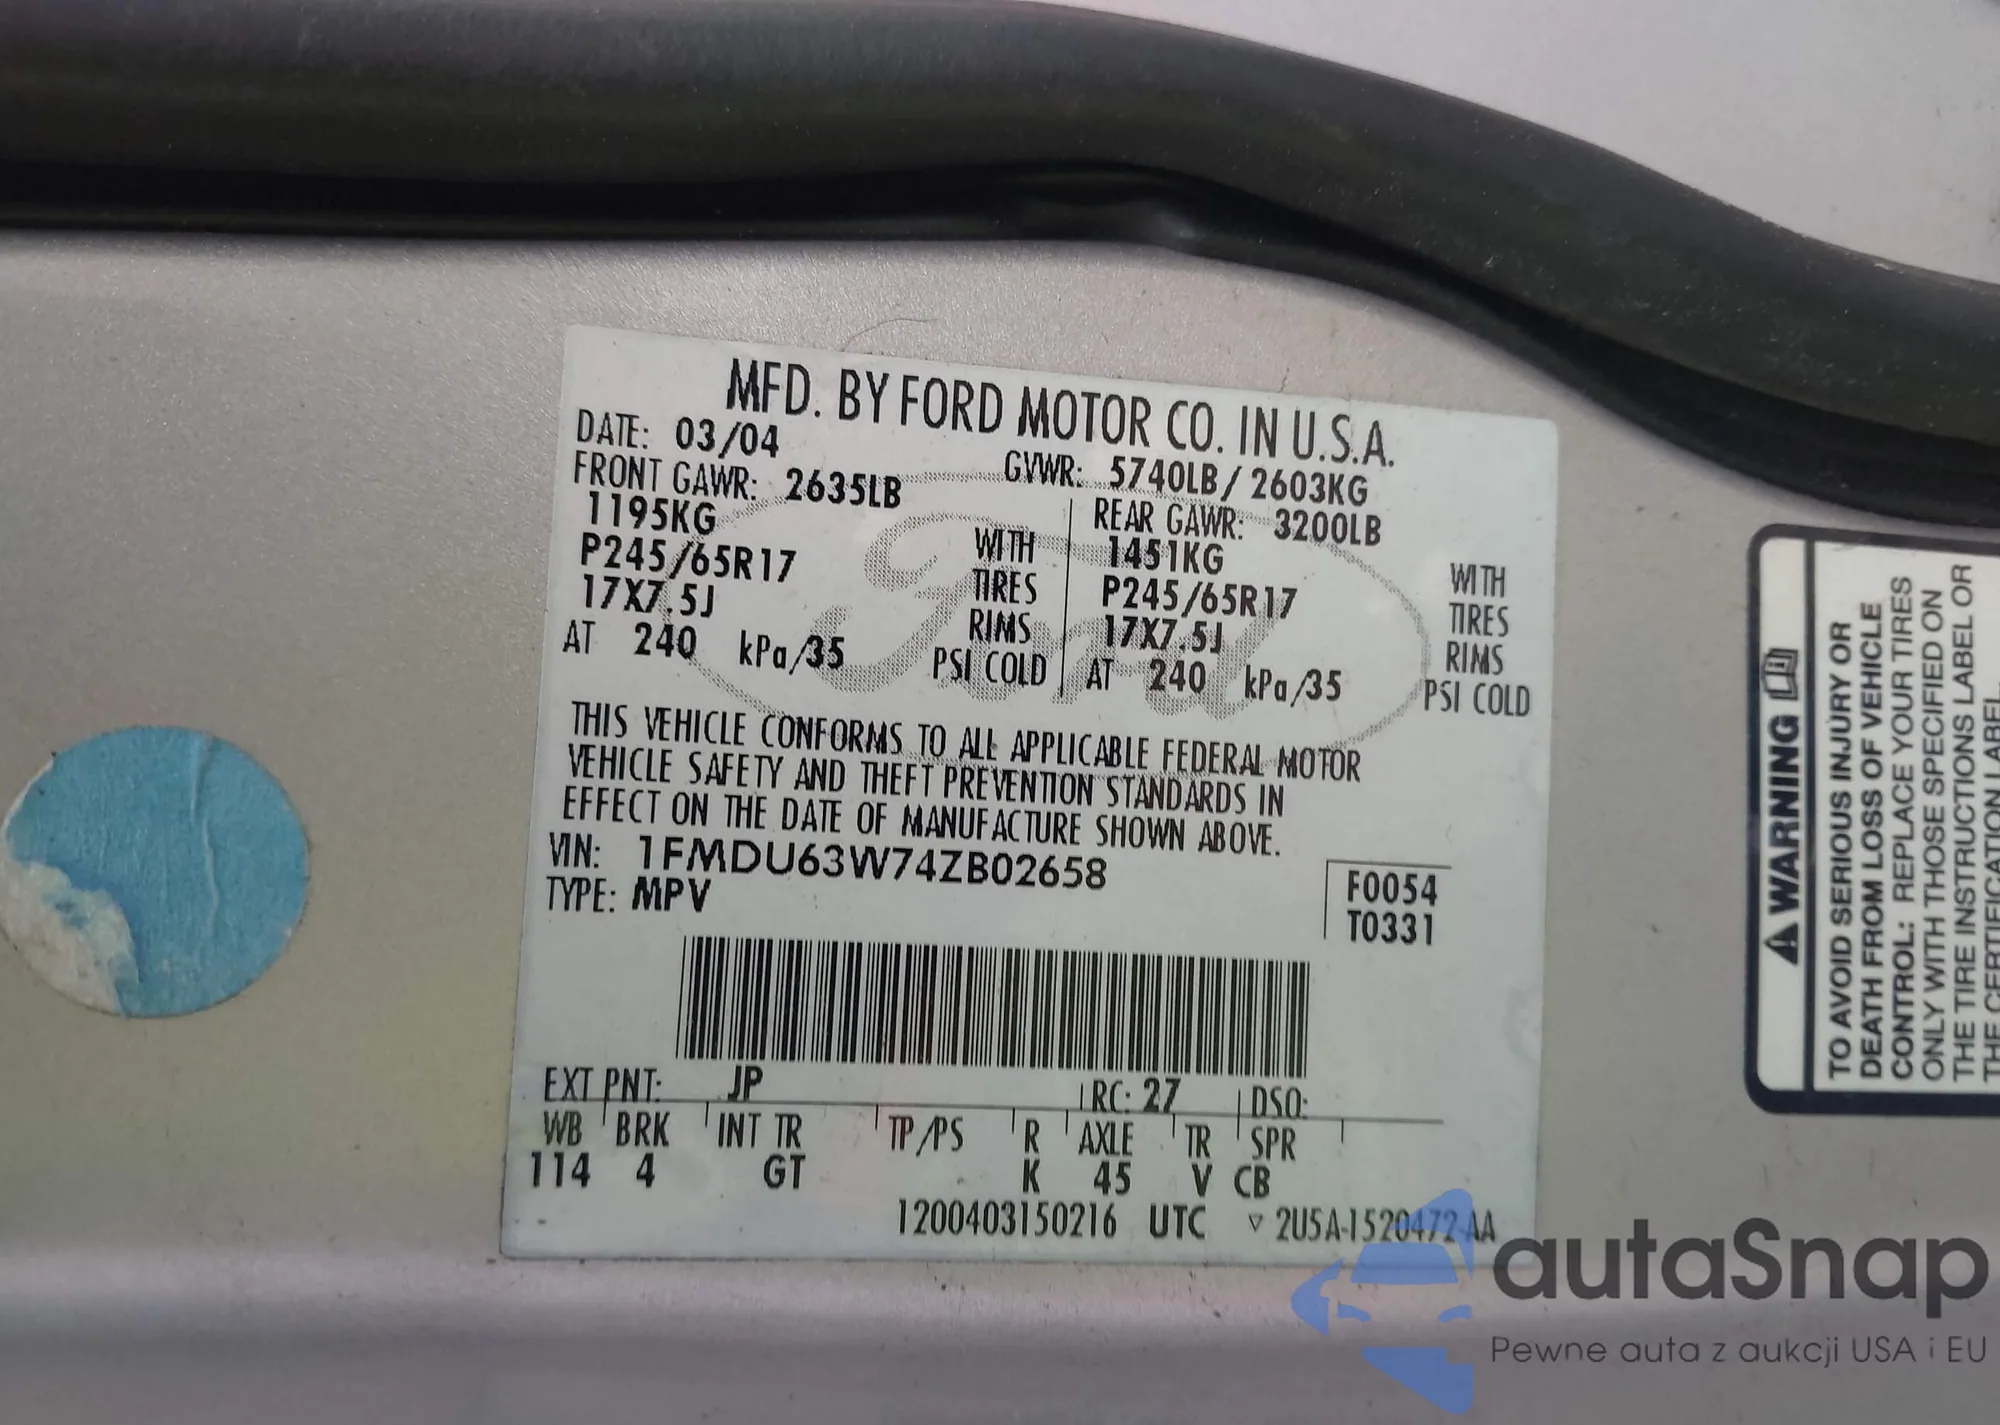 MFD. BY FORD MOTOR CO. IN U.S.A.
DATE: 03/04 GVWR: 5740LB/ 2603KG
FRONT GAWR: 2635LB REAR GAWR: 3200LB
1195KG WITH 1451KG WITH
P245/65R17 TIRES P245/65R17 TIRES
17X7.5J RIMS 17X7.5J RIMS
AT 240 kPa/35 PSI COLD AT 240 kPa/35 PSI COLD
Ford
THIS VEHICLE CONFORMS TO ALL APPLICABLE FEDERAL MOTOR
VEHICLE SAFETY AND THEFT PREVENTION STANDARDS IN
EFFECT ON THE DATE OF MANUFACTURE SHOWN ABOVE.
VIN: 1FMDU63W74ZB02658
TYPE: MPV
F0054
T0331
EXT PNT: JP RC: 27 DSO:
WB BRK INT TR TP/PS R AXLE TR SPR
114 4 GT K 45 V CB
1200403150216 UTC ▽ 2U5A-1520472-AA
WARNING
TO AVOID SERIOUS INJURY OR
DEATH FROM LOSS OF VEHICLE
CONTROL: REPLACE YOUR TIRES
ONLY WITH THOSE SPECIFIED ON
THE TIRE INSTRUCTIONS LABEL OR
THE CERTIFICATION LABEL.
autaSnap
Pewne auta z aukcji USA i EU